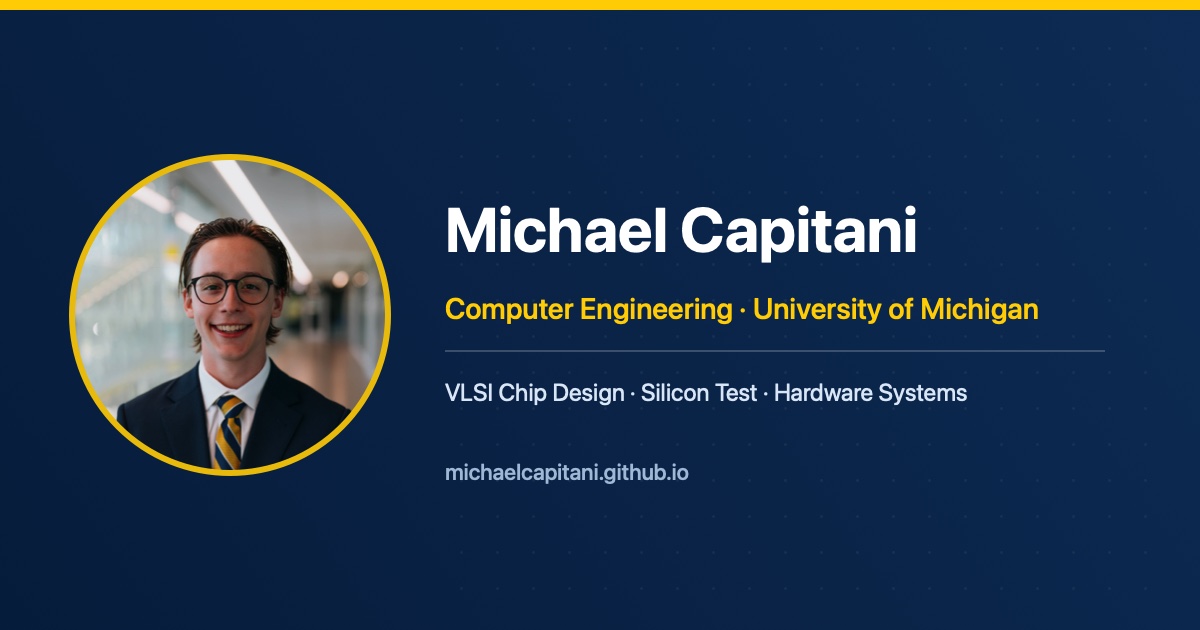 Michael Capitani
Computer Engineering · University of Michigan
VLSI Chip Design · Silicon Test · Hardware Systems
michaelcapitani.github.io